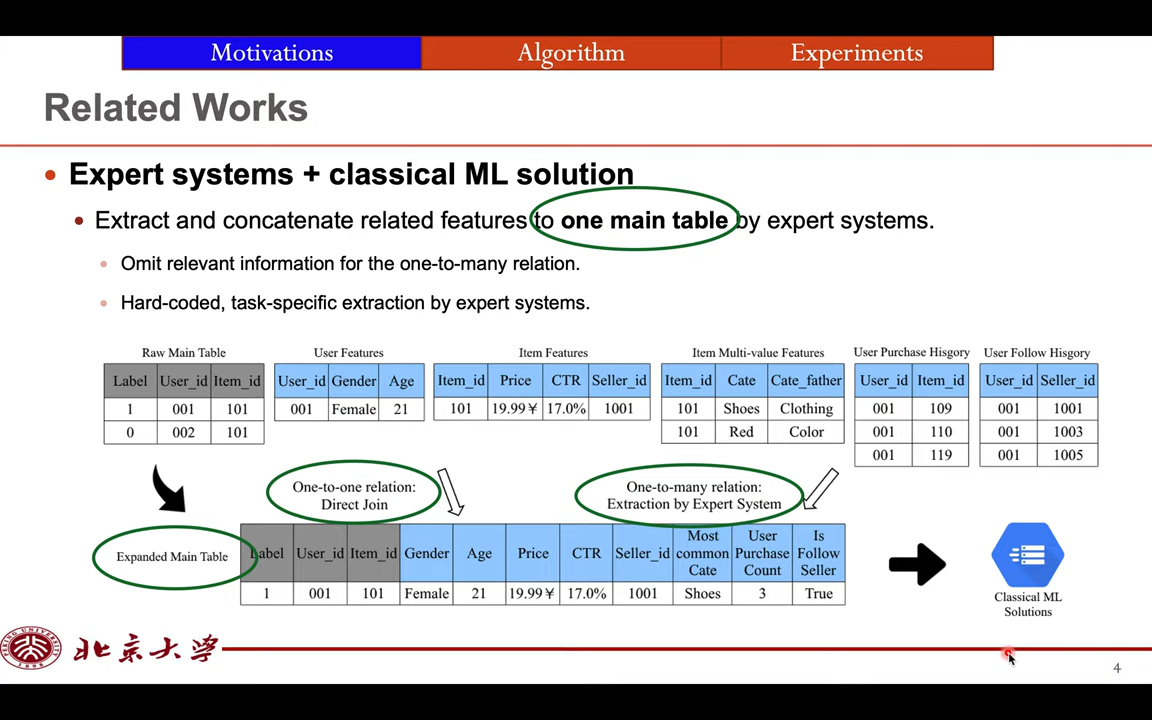 Motivations Algorithm Experiments
Related Works
Expert systems + classical ML solution
Extract and concatenate related features to one main table by expert systems.
Omit relevant information for the one-to-many relation.
Hard-coded, task-specific extraction by expert systems.
Raw Main Table
Label User_id Item_id
1 001 101
0 002 101
User Features
User_id Gender Age
001 Female 21
Item Features
Item_id Price CTR Seller_id
101 19.99¥ 17.0% 1001
Item Multi-value Features
Item_id Cate Cate_father
101 Shoes Clothing
101 Red Color
User Purchase Hisgory
User_id Item_id
001 109
001 110
001 119
User Follow Hisgory
User_id Seller_id
001 1001
001 1003
001 1005
One-to-one relation:
Direct Join
One-to-many relation:
Extraction by Expert System
Expanded Main Table
Label User_id Item_id Gender Age Price CTR Seller_id Most common Cate User Purchase Count Is Follow Seller
1 001 101 Female 21 19.99¥ 17.0% 1001 Shoes 3 True
Classical ML
Solutions
北京大学
4